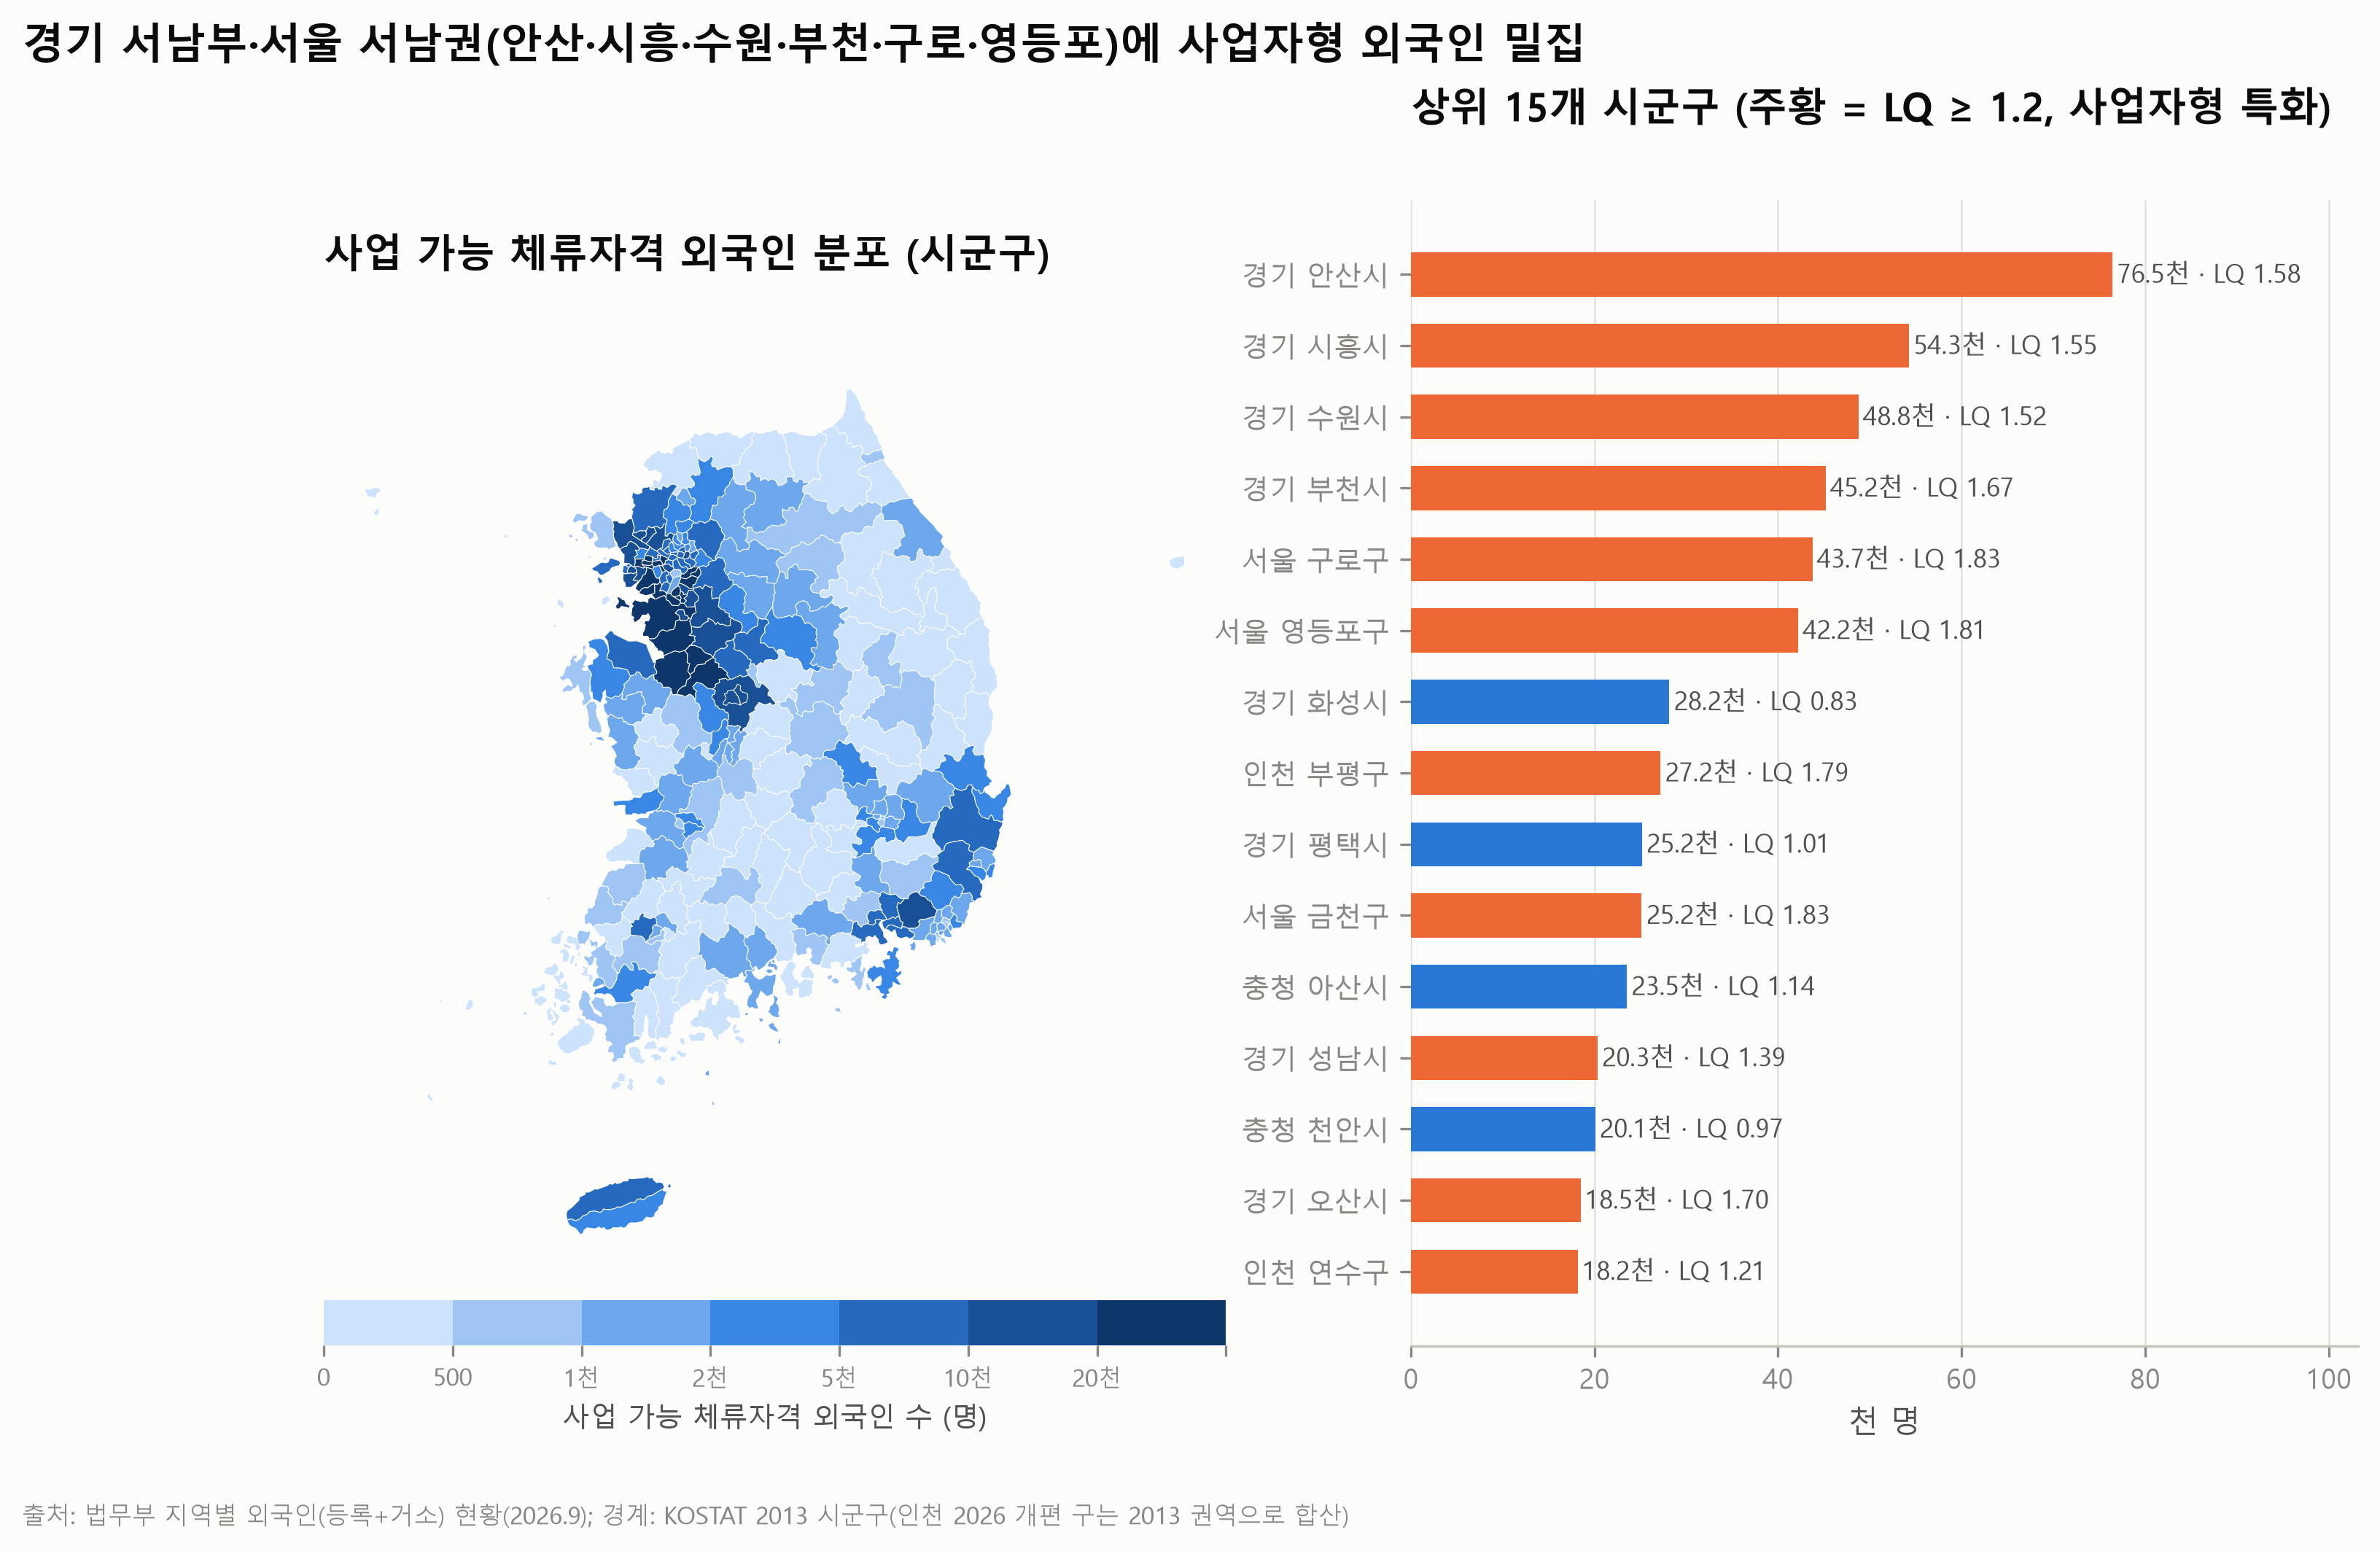 경기 서남부·서울 서남권(안산·시흥·수원·부천·구로·영등포)에 사업자형 외국인 밀집
상위 15개 시군구 (주황 = LQ ≥ 1.2, 사업자형 특화)
사업 가능 체류자격 외국인 분포 (시군구)
경기 안산시 76.5천 · LQ 1.58
경기 시흥시 54.3천 · LQ 1.55
경기 수원시 48.8천 · LQ 1.52
경기 부천시 45.2천 · LQ 1.67
서울 구로구 43.7천 · LQ 1.83
서울 영등포구 42.2천 · LQ 1.81
경기 화성시 28.2천 · LQ 0.83
인천 부평구 27.2천 · LQ 1.79
경기 평택시 25.2천 · LQ 1.01
서울 금천구 25.2천 · LQ 1.83
충청 아산시 23.5천 · LQ 1.14
경기 성남시 20.3천 · LQ 1.39
충청 천안시 20.1천 · LQ 0.97
경기 오산시 18.5천 · LQ 1.70
인천 연수구 18.2천 · LQ 1.21
0 20 40 60 80 100
천 명
0 500 1천 2천 5천 10천 20천
사업 가능 체류자격 외국인 수 (명)
출처: 법무부 지역별 외국인(등록+거소) 현황(2026.9); 경계: KOSTAT 2013 시군구(인천 2026 개편 구는 2013 권역으로 합산)